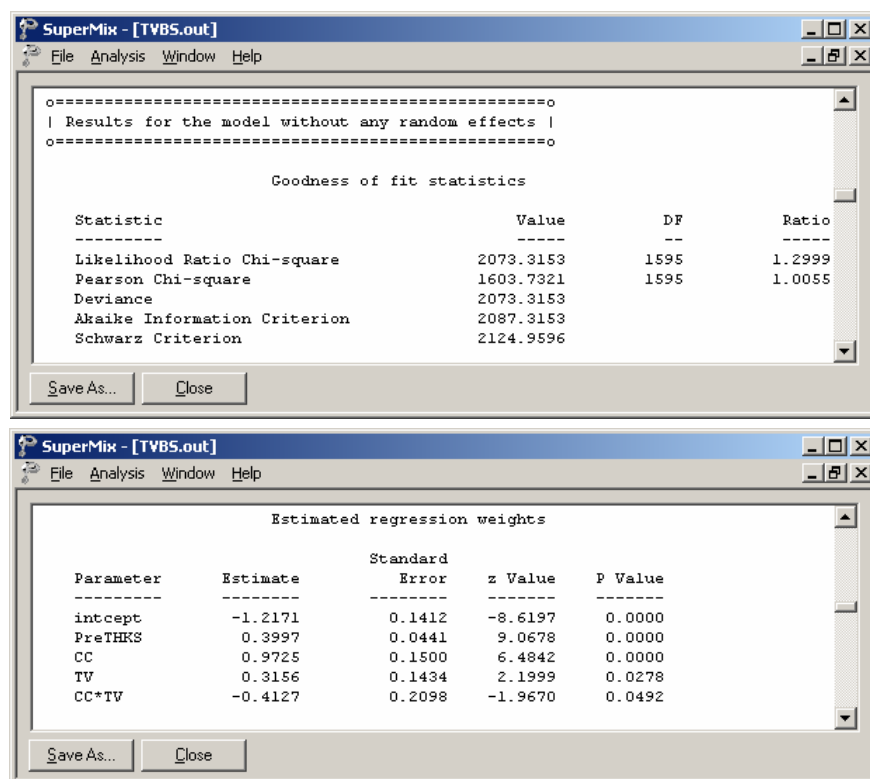 SuperMix - [TVBS.out]
File Analysis Window Help
o==================================================o
| Results for the model without any random effects |
o==================================================o
Goodness of fit statistics
Statistic Value DF Ratio
--------- ----- -- -----
Likelihood Ratio Chi-square 2073.3153 1595 1.2999
Pearson Chi-square 1603.7321 1595 1.0055
Deviance 2073.3153
Akaike Information Criterion 2087.3153
Schwarz Criterion 2124.9596
Save As... Close
SuperMix - [TVBS.out]
File Analysis Window Help
Estimated regression weights
Standard
Parameter Estimate Error z Value P Value
--------- -------- -------- ------- -------
intcept -1.2171 0.1412 -8.6197 0.0000
PreTHKS 0.3997 0.0441 9.0678 0.0000
CC 0.9725 0.1500 6.4842 0.0000
TV 0.3156 0.1434 2.1999 0.0278
CC*TV -0.4127 0.2098 -1.9670 0.0492
Save As... Close